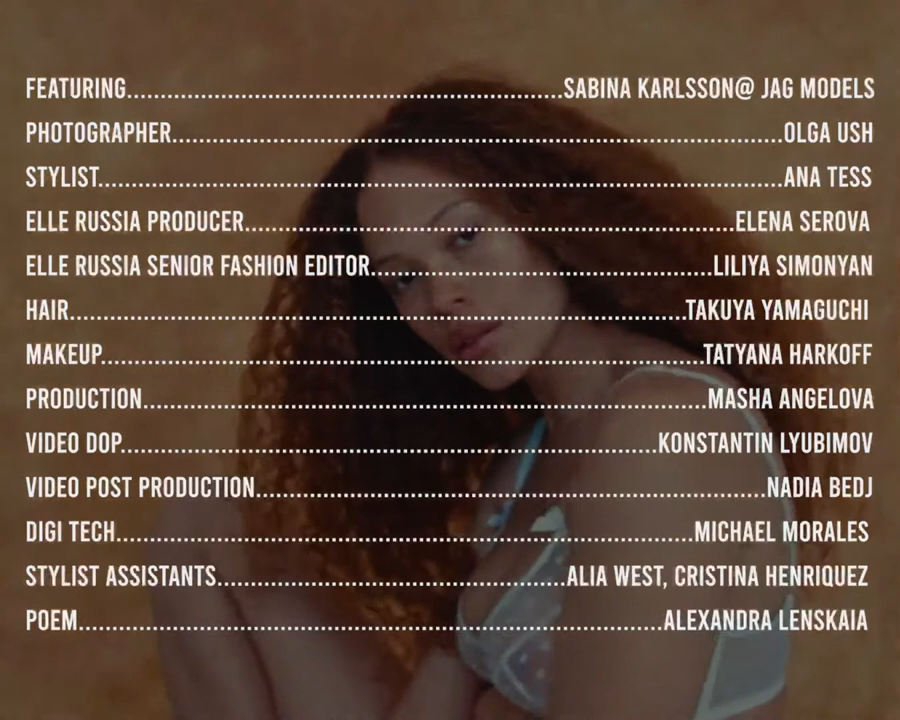 FEATURING..........................................................SABINA KARLSSON@ JAG MODELS
PHOTOGRAPHER..........................................................OLGA USH
STYLIST..........................................................ANA TESS
ELLE RUSSIA PRODUCER..........................................................ELENA SEROVA
ELLE RUSSIA SENIOR FASHION EDITOR..................................................LILIYA SIMONYAN
HAIR..........................................................TAKUYA YAMAGUCHI
MAKEUP..........................................................TATYANA HARKOFF
PRODUCTION..........................................................MASHA ANGELOVA
VIDEO DOP..........................................................KONSTANTIN LYUBIMOV
VIDEO POST PRODUCTION..........................................................NADIA BEDJ
DIGI TECH..........................................................MICHAEL MORALES
STYLIST ASSISTANTS..................................................ALIA WEST, CRISTINA HENRIQUEZ
POEM..........................................................ALEXANDRA LENSKAIA